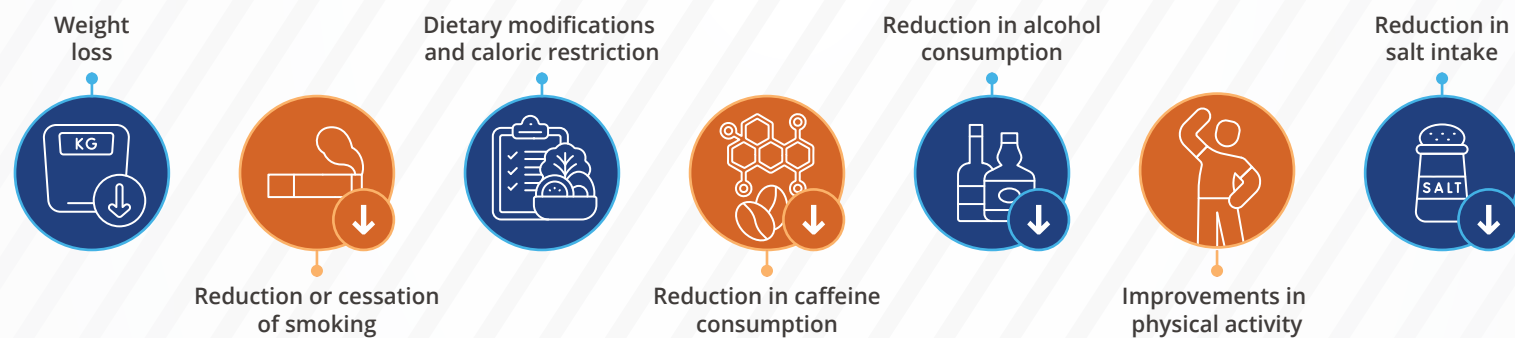 Weight
loss
KG
Reduction or cessation
of smoking
Dietary modifications
and caloric restriction
Reduction in caffeine
consumption
Reduction in alcohol
consumption
Improvements in
physical activity
Reduction in
salt intake
SALT